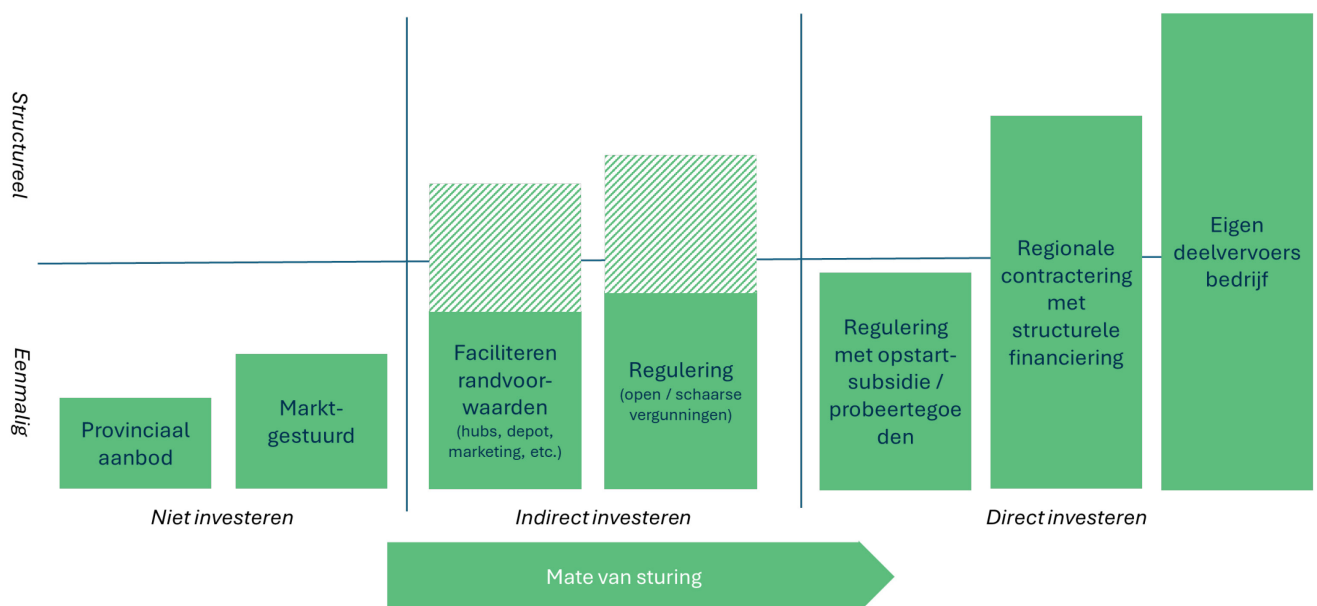 Structureel
Eenmalig
Provinciaal
aanbod
Markt-
gestuurd
Faciliteren
randvoor-
waarden
(hubs, depot,
marketing, etc.)
Regulering
(open / schaarse
vergunningen)
Regulering
met opstart-
subsidie /
probeertegoe
den
Regionale
contractering
met
structurele
financiering
Eigen
deelvervoers
bedrijf
Niet investeren
Indirect investeren
Direct investeren
Mate van sturing